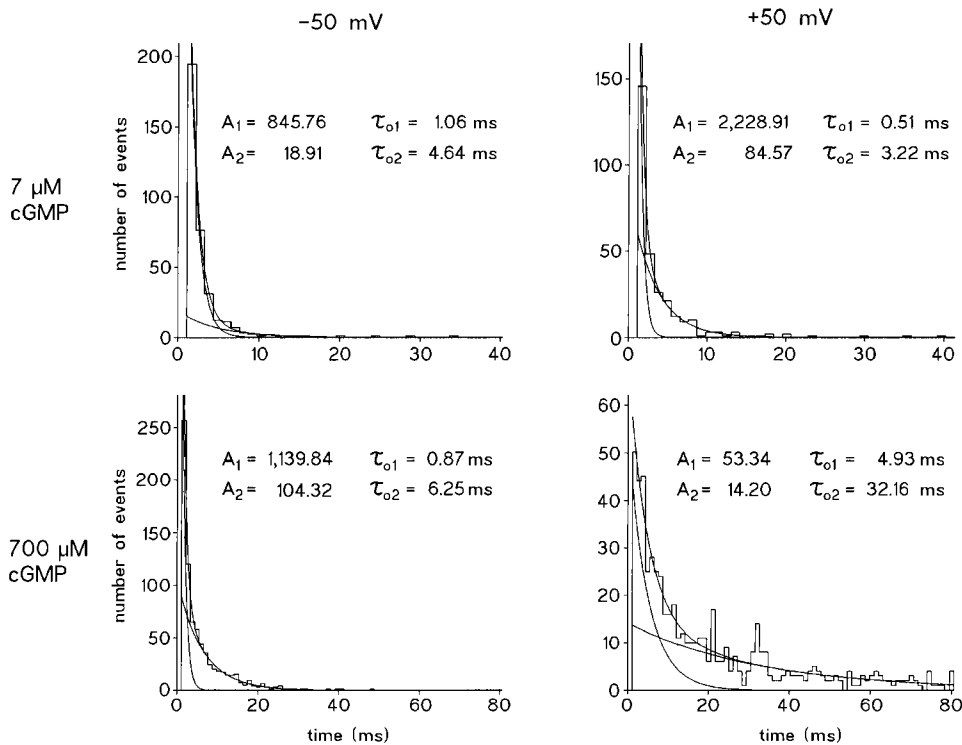 −50 mV
+50 mV
7 µM
cGMP
number of events
200
150
100
50
0
A1 = 845.76 τo1 = 1.06 ms
A2 = 18.91 τo2 = 4.64 ms
0 10 20 30 40
150
100
50
0
A1 = 2,228.91 τo1 = 0.51 ms
A2 = 84.57 τo2 = 3.22 ms
0 10 20 30 40
700 µM
cGMP
number of events
250
200
150
100
50
0
A1 = 1,139.84 τo1 = 0.87 ms
A2 = 104.32 τo2 = 6.25 ms
0 20 40 60 80
time (ms)
60
50
40
30
20
10
0
A1 = 53.34 τo1 = 4.93 ms
A2 = 14.20 τo2 = 32.16 ms
0 20 40 60 80
time (ms)